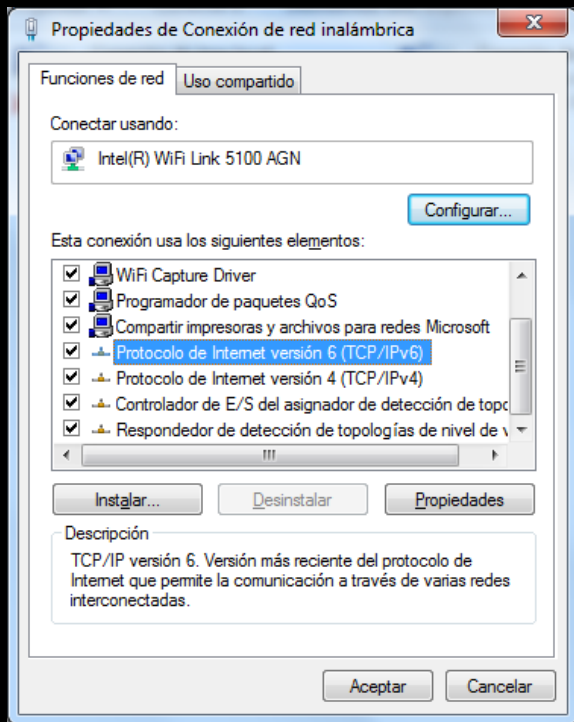 Propiedades de Conexión de red inalámbrica
Funciones de red
Uso compartido
Conectar usando:
Intel(R) WiFi Link 5100 AGN
Configurar...
Esta conexión usa los siguientes elementos:
WiFi Capture Driver
Programador de paquetes QoS
Compartir impresoras y archivos para redes Microsoft
Protocolo de Internet versión 6 (TCP/IPv6)
Protocolo de Internet versión 4 (TCP/IPv4)
Controlador de E/S del asignador de detección de topo
Respondedor de detección de topologías de nivel de v
Instalar...
Desinstalar
Propiedades
Descripción
TCP/IP versión 6. Versión más reciente del protocolo de
Internet que permite la comunicación a través de varias redes
interconectadas.
Aceptar
Cancelar